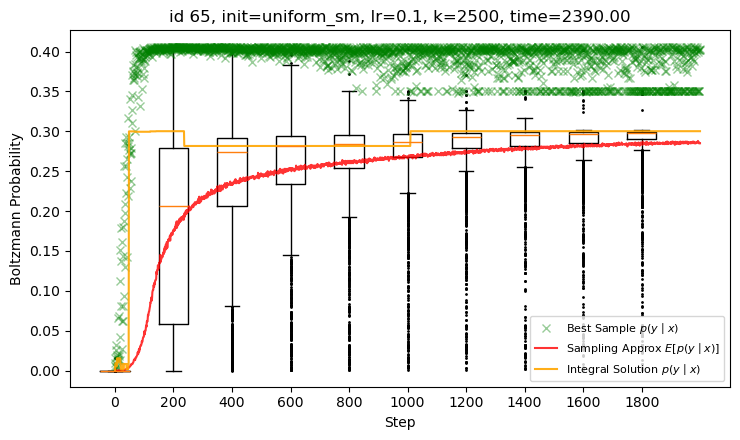 id 65, init=uniform_sm, lr=0.1, k=2500, time=2390.00
Boltzmann Probability
0.40
0.35
0.30
0.25
0.20
0.15
0.10
0.05
0.00
Best Sample p(y | x)
Sampling Approx E[p(y | x)]
Integral Solution p(y | x)
0 200 400 600 800 1000 1200 1400 1600 1800
Step